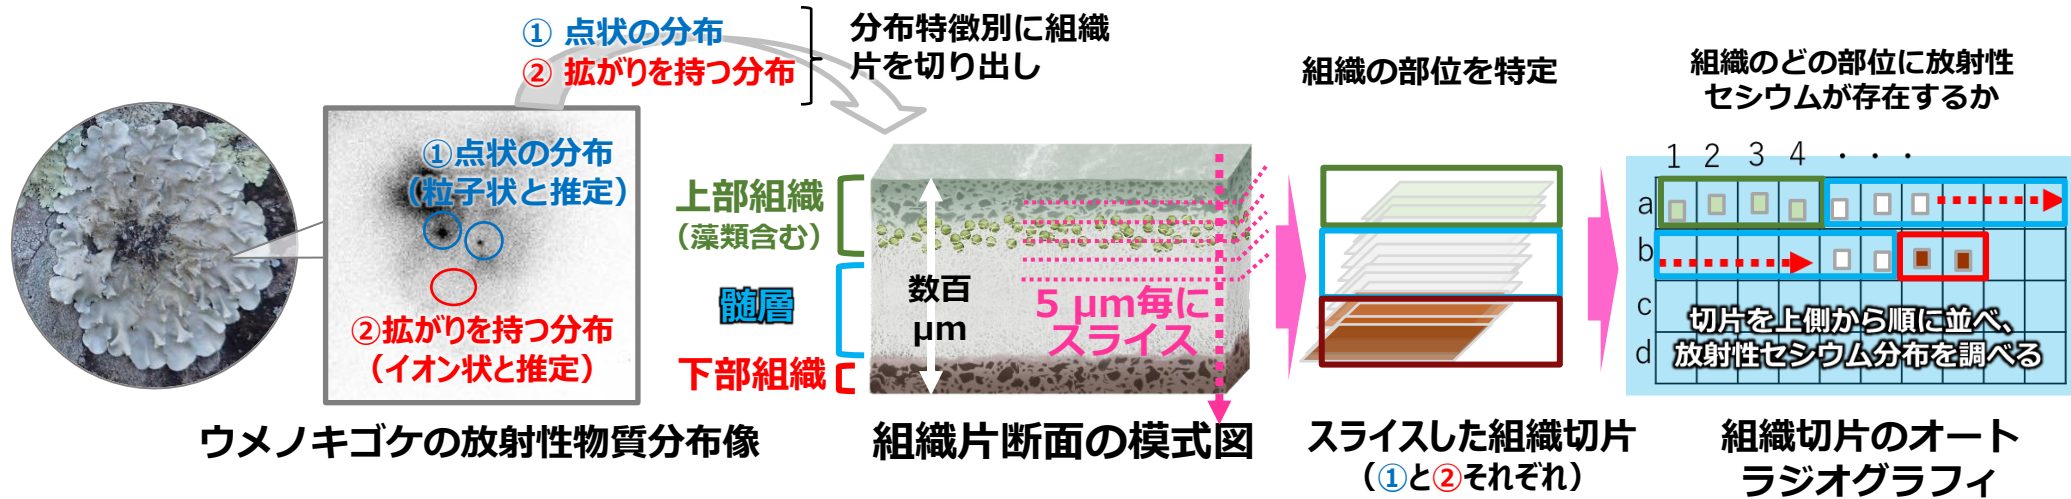 ① 点状の分布
② 拡がりを持つ分布
分布特徴別に組織
片を切り出し
①点状の分布
（粒子状と推定）
②拡がりを持つ分布
（イオン状と推定）
ウメノキゴケの放射性物質分布像
上部組織
（藻類含む）
髄層
下部組織
数百
μm
5 μm毎に
スライス
組織片断面の模式図
組織の部位を特定
スライスした組織切片
（①と②それぞれ）
組織のどの部位に放射性
セシウムが存在するか
1 2 3 4 ・・・
a
b
c
d
切片を上側から順に並べ、
放射性セシウム分布を調べる
組織切片のオート
ラジオグラフィ